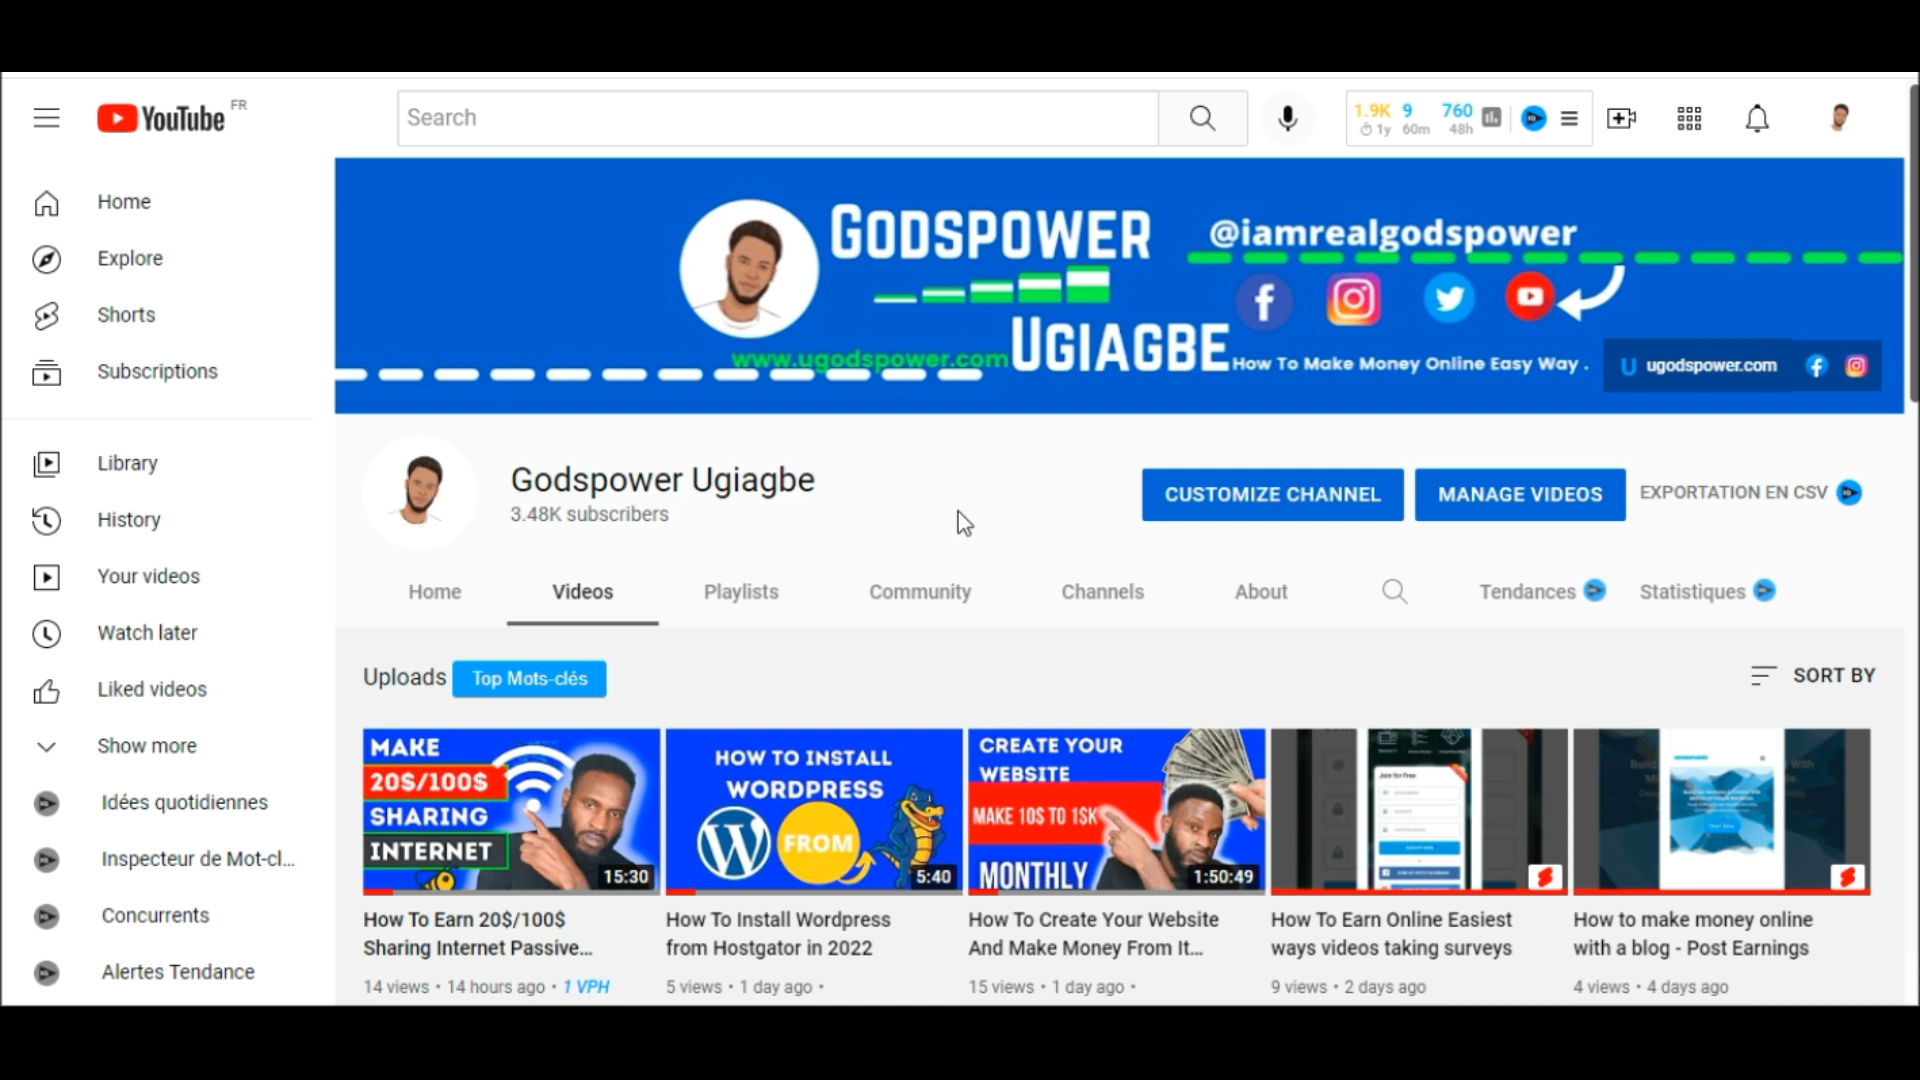 YouTube FR
Search
1.9K 9 760
1y 60m 48h
Home
Explore
Shorts
Subscriptions
Library
History
Your videos
Watch later
Liked videos
Show more
Idées quotidiennes
Inspecteur de Mot-cl...
Concurrents
Alertes Tendance
GODSPOWER
UGIAGBE
www.ugodspower.com
@iamrealgodspower
How To Make Money Online Easy Way .
ugodspower.com
Godspower Ugiagbe
3.48K subscribers
CUSTOMIZE CHANNEL
MANAGE VIDEOS
EXPORTATION EN CSV
Home
Videos
Playlists
Community
Channels
About
Tendances
Statistiques
Uploads
Top Mots-clés
SORT BY
MAKE
20$/100$
SHARING
INTERNET
15:30
How To Earn 20$/100$
Sharing Internet Passive...
14 views • 14 hours ago • 1 VPH
HOW TO INSTALL
WORDPRESS
FROM
5:40
How To Install Wordpress
from Hostgator in 2022
5 views • 1 day ago •
CREATE YOUR
WEBSITE
MAKE 10$ TO 1$K
MONTHLY
1:50:49
How To Create Your Website
And Make Money From It...
15 views • 1 day ago •
Join for Free
How To Earn Online Easiest
ways videos taking surveys
9 views • 2 days ago
How to make money online
with a blog - Post Earnings
4 views • 4 days ago